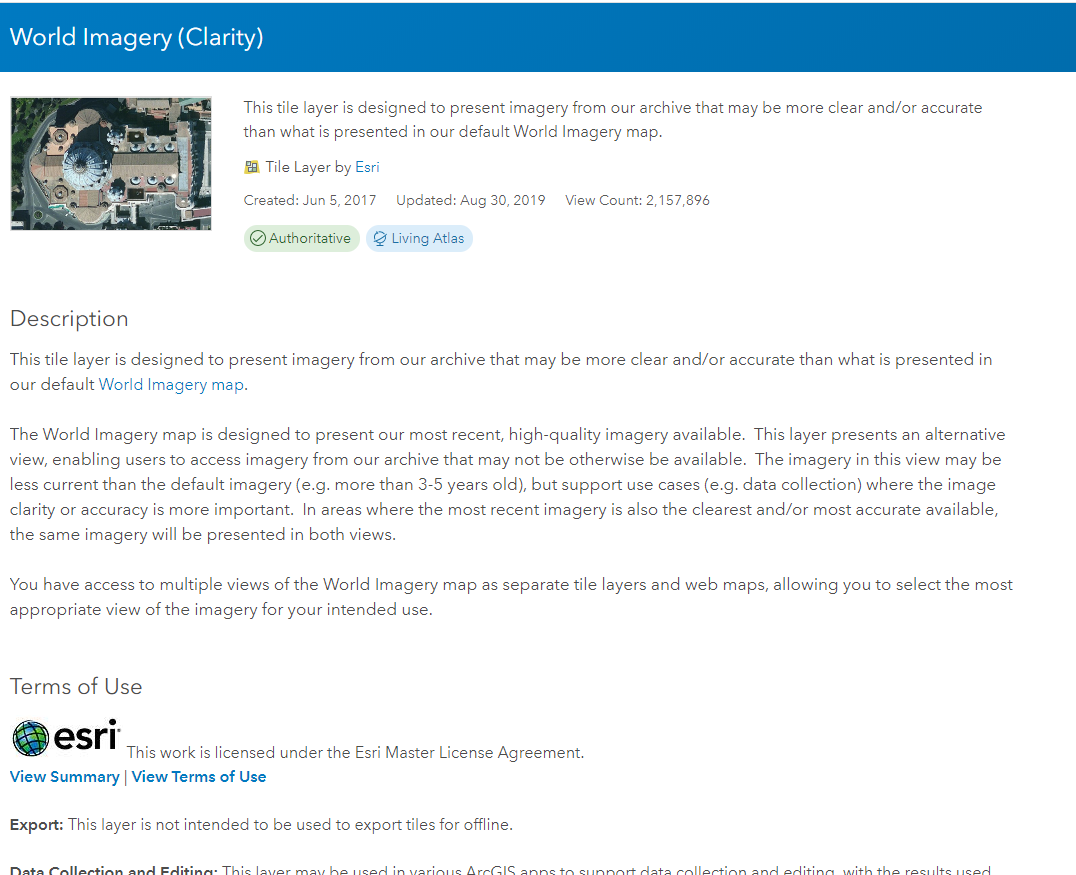 World Imagery (Clarity)
This tile layer is designed to present imagery from our archive that may be more clear and/or accurate
than what is presented in our default World Imagery map.
Tile Layer by Esri
Created: Jun 5, 2017 Updated: Aug 30, 2019 View Count: 2,157,896
Authoritative Living Atlas
Description
This tile layer is designed to present imagery from our archive that may be more clear and/or accurate than what is presented in
our default World Imagery map.
The World Imagery map is designed to present our most recent, high-quality imagery available. This layer presents an alternative
view, enabling users to access imagery from our archive that may not be otherwise be available. The imagery in this view may be
less current than the default imagery (e.g. more than 3-5 years old), but support use cases (e.g. data collection) where the image
clarity or accuracy is more important. In areas where the most recent imagery is also the clearest and/or most accurate available,
the same imagery will be presented in both views.
You have access to multiple views of the World Imagery map as separate tile layers and web maps, allowing you to select the most
appropriate view of the imagery for your intended use.
Terms of Use
esri This work is licensed under the Esri Master License Agreement.
View Summary | View Terms of Use
Export: This layer is not intended to be used to export tiles for offline.
Data Collection and Editing: This layer may be used in various ArcGIS apps to support data collection and editing, with the results used